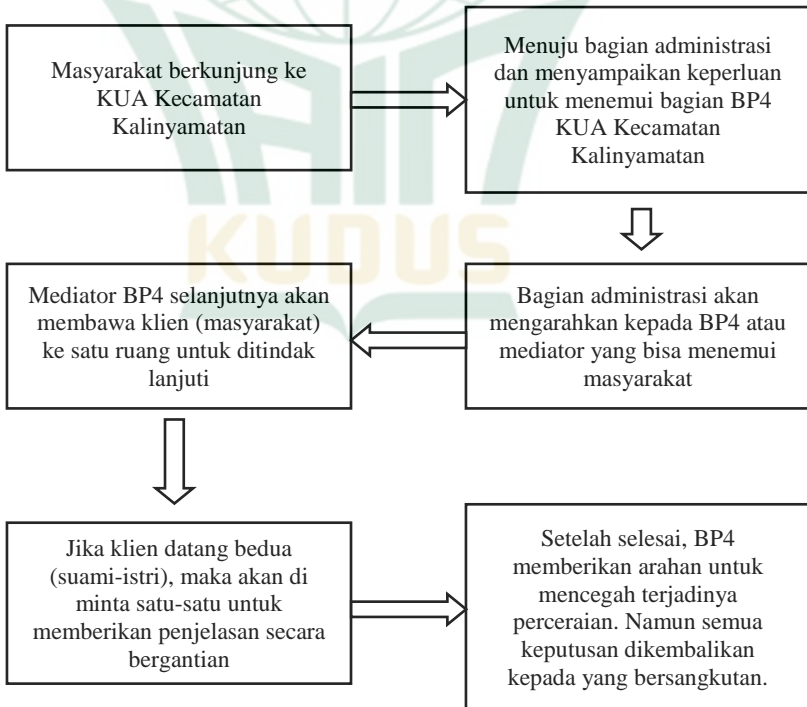 Masyarakat berkunjung ke
KUA Kecamatan
Kalinyamatan
Menuju bagian administrasi
dan menyampaikan keperluan
untuk menemui bagian BP4
KUA Kecamatan
Kalinyamatan
Bagian administrasi akan
mengarahkan kepada BP4 atau
mediator yang bisa menemui
masyarakat
Mediator BP4 selanjutnya akan
membawa klien (masyarakat)
ke satu ruang untuk ditindak
lanjuti
Jika klien datang bedua
(suami-istri), maka akan di
minta satu-satu untuk
memberikan penjelasan secara
bergantian
Setelah selesai, BP4
memberikan arahan untuk
mencegah terjadinya
perceraian. Namun semua
keputusan dikembalikan
kepada yang bersangkutan.
KUDUS